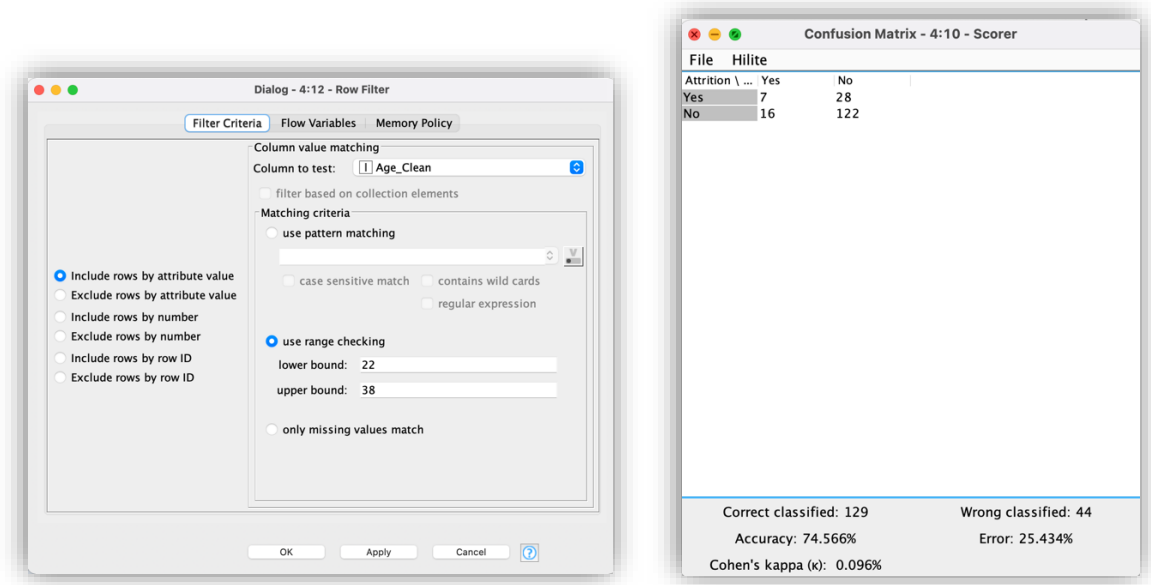 Dialog - 4:12 - Row Filter
Filter Criteria Flow Variables Memory Policy
Include rows by attribute value
Exclude rows by attribute value
Include rows by number
Exclude rows by number
Include rows by row ID
Exclude rows by row ID
Column value matching
Column to test: I Age_Clean
filter based on collection elements
Matching criteria
use pattern matching
V
case sensitive match contains wild cards
regular expression
use range checking
lower bound: 22
upper bound: 38
only missing values match
OK Apply Cancel ?
Confusion Matrix - 4:10 - Scorer
File Hilite
Attrition \ ... Yes No
Yes 7 28
No 16 122
Correct classified: 129 Wrong classified: 44
Accuracy: 74.566% Error: 25.434%
Cohen's kappa (κ): 0.096%